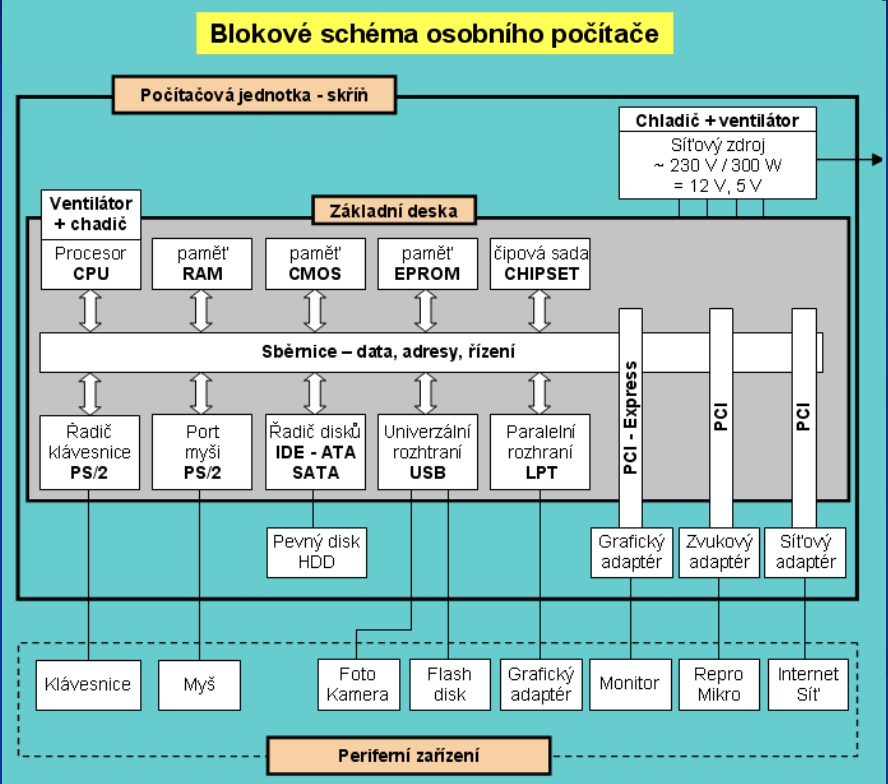 Blokové schéma osobního počítače
Počítačová jednotka - skříň
Chladič + ventilátor
Síťový zdroj
~ 230 V / 300 W
= 12 V, 5 V
Ventilátor
+ chadič
Základní deska
Procesor
CPU
paměť
RAM
paměť
CMOS
paměť
EPROM
čipová sada
CHIPSET
Sběrnice – data, adresy, řízení
PCI - Express
PCI
PCI
Řadič
klávesnice
PS/2
Port
myši
PS/2
Řadič disků
IDE - ATA
SATA
Univerzální
rozhtraní
USB
Paralelní
rozhraní
LPT
Pevný disk
HDD
Grafický
adaptér
Zvukový
adaptér
Síťový
adaptér
Klávesnice
Myš
Foto
Kamera
Flash
disk
Grafický
adaptér
Monitor
Repro
Mikro
Internet
Síť
Periferní zařízení